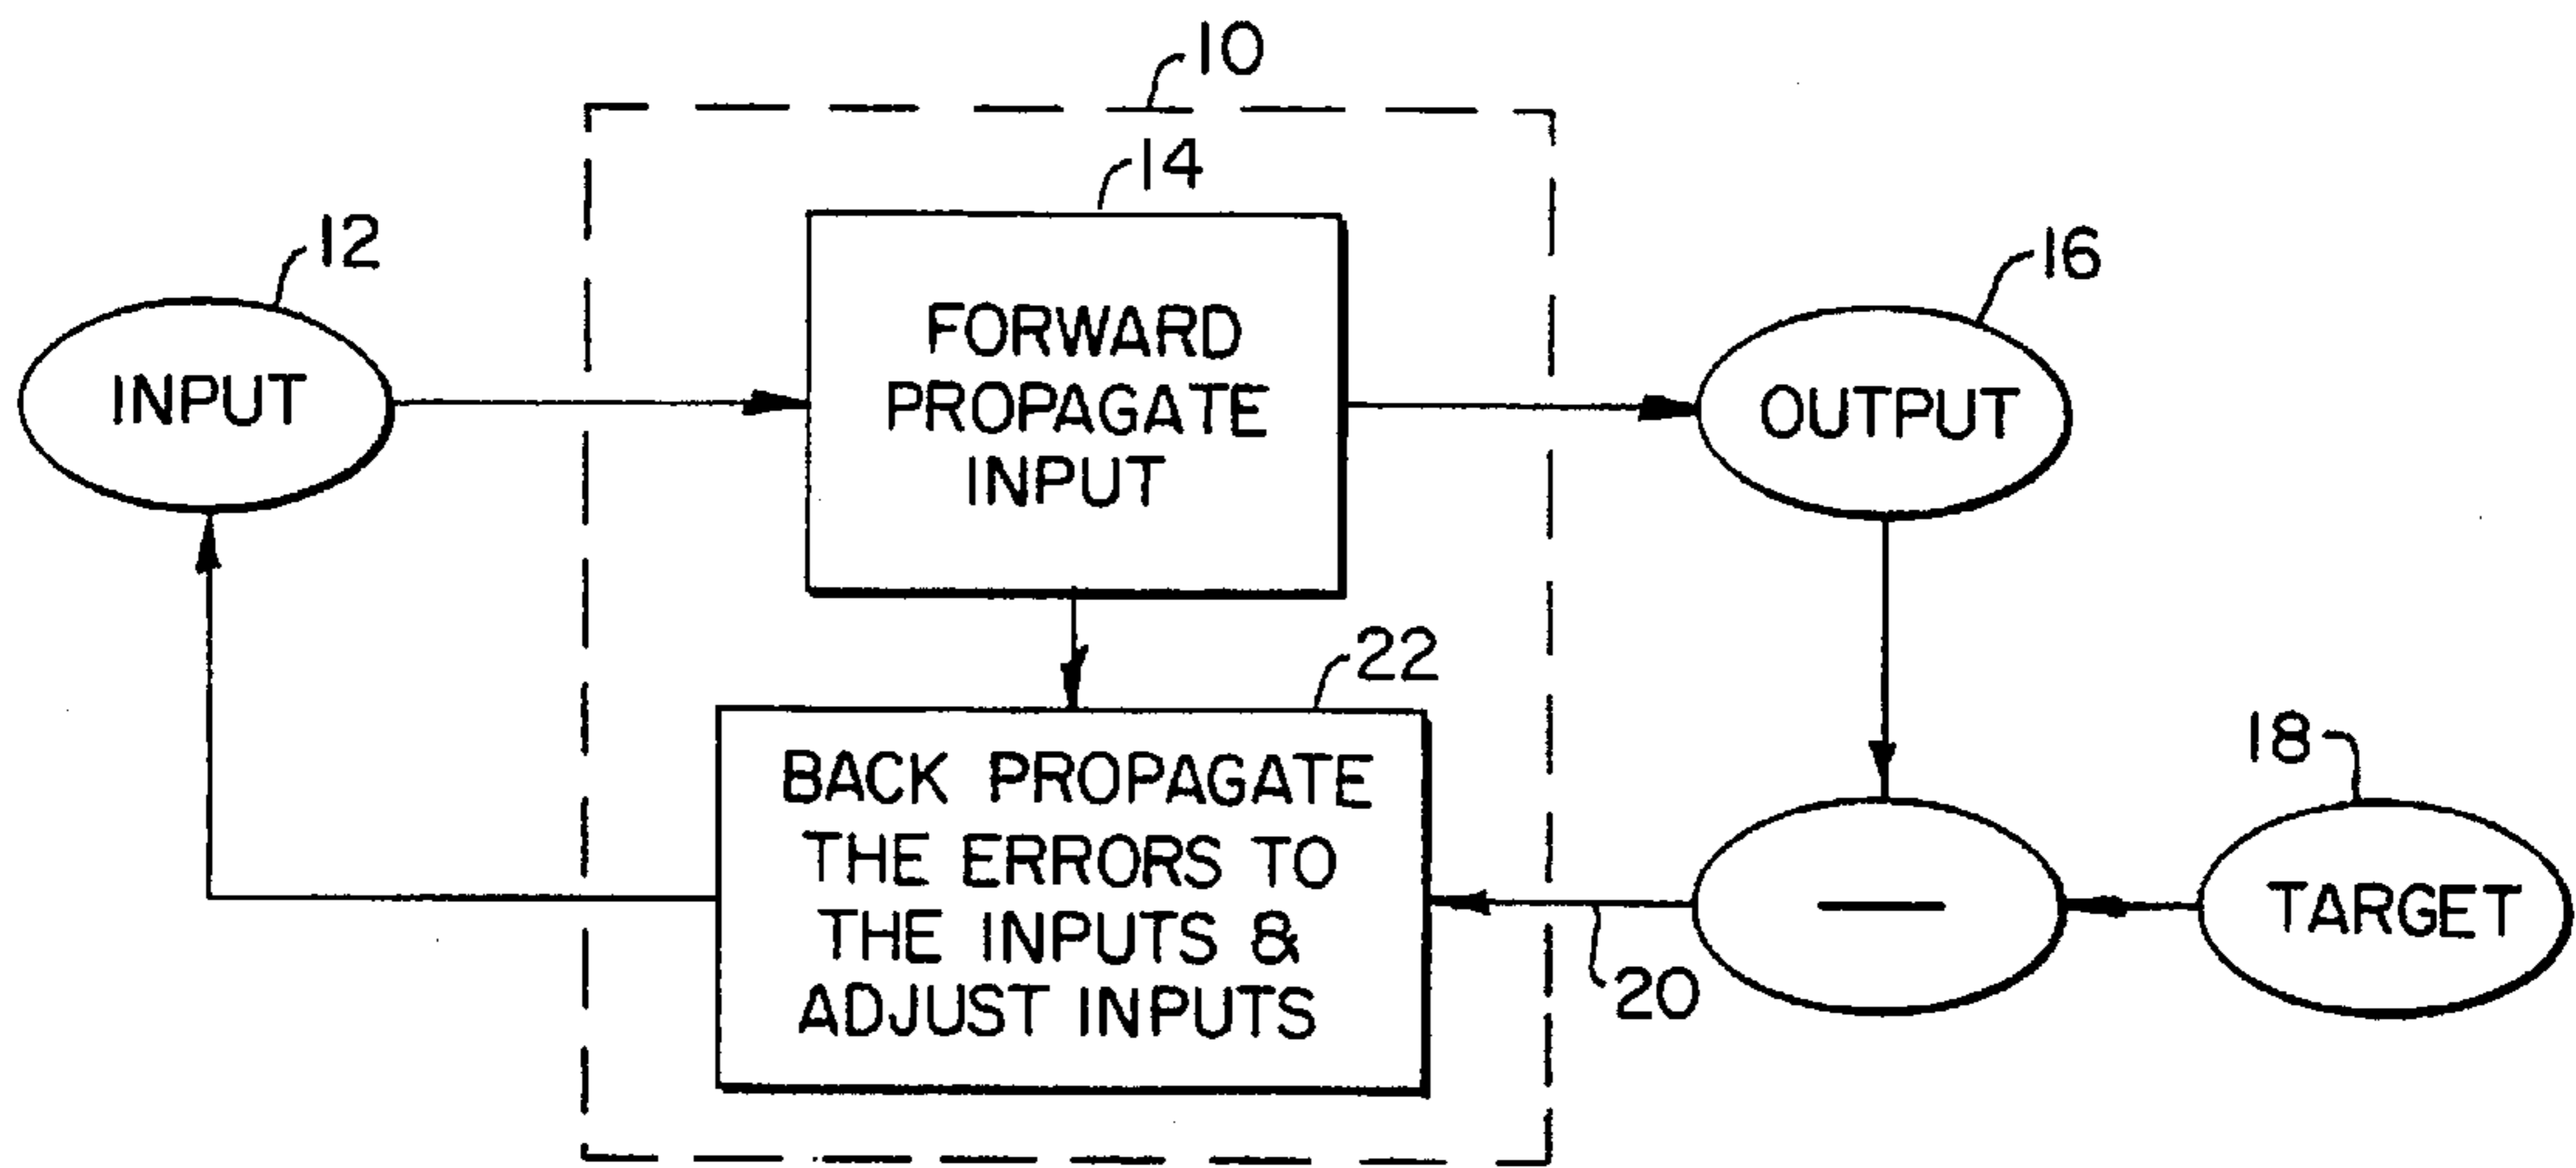 10
14
12
16
FORWARD
PROPAGATE
INPUT
INPUT
OUTPUT
22
18
BACK PROPAGATE
THE ERRORS TO
THE INPUTS &
ADJUST INPUTS
—
TARGET
20